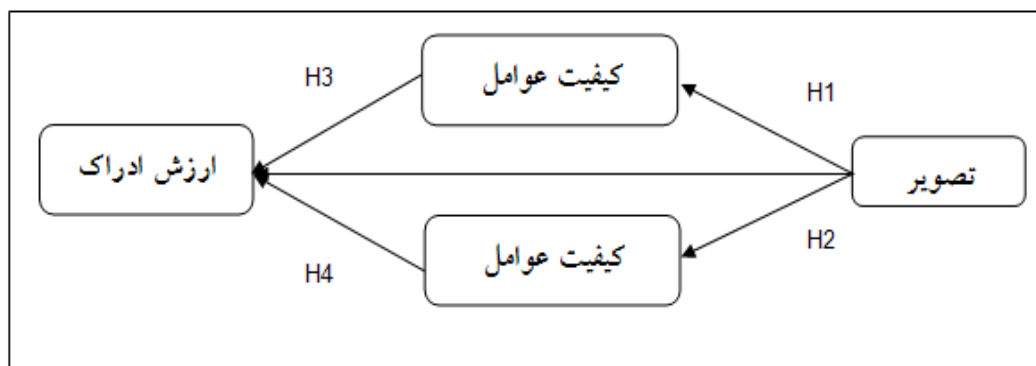 کیفیت عوامل
H3
H1
ارزش ادراک
تصویر
کیفیت عوامل
H4
H2